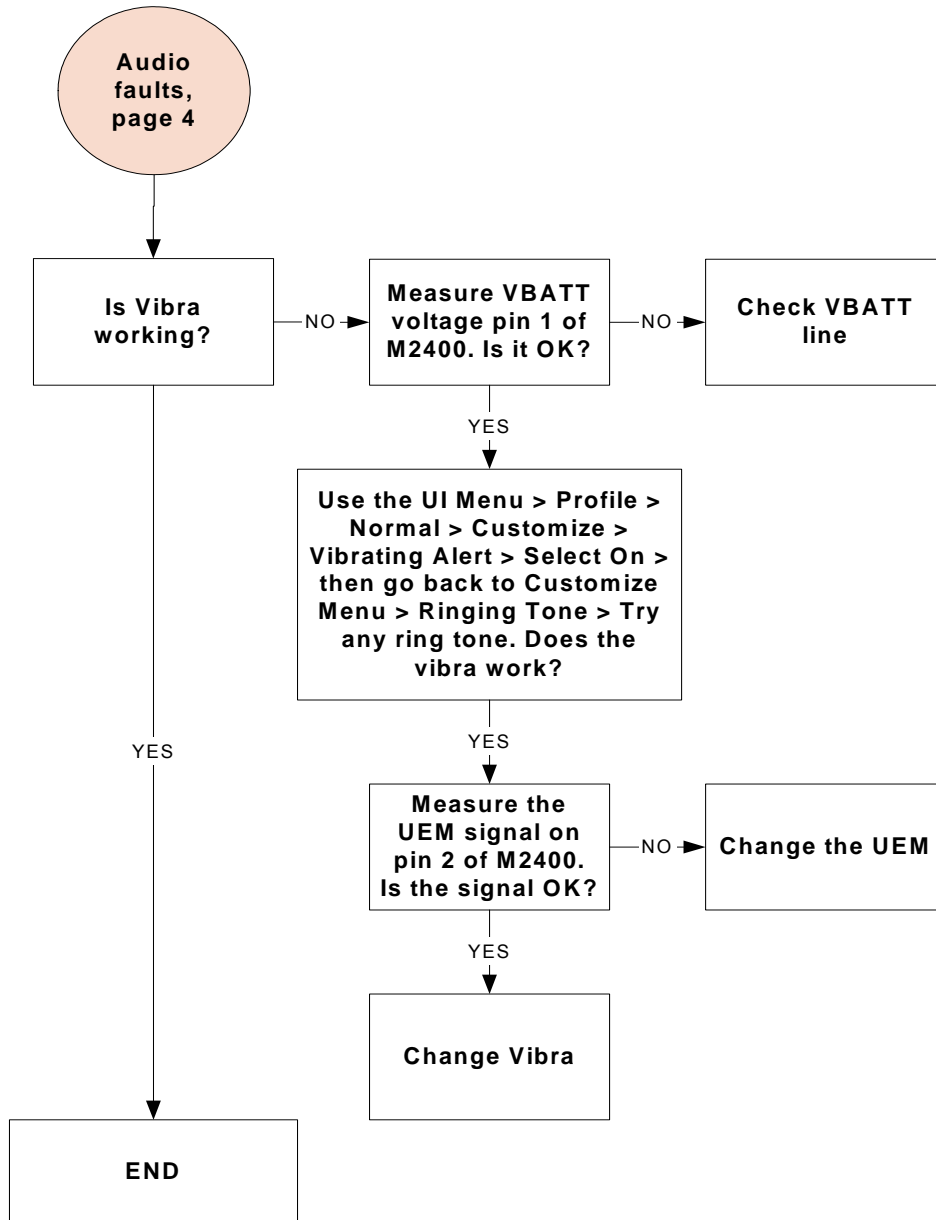 Audio
faults,
page 4
Is Vibra
working?
NO
Measure VBATT
voltage pin 1 of
M2400. Is it OK?
NO
Check VBATT
line
YES
Use the UI Menu > Profile >
Normal > Customize >
Vibrating Alert > Select On >
then go back to Customize
Menu > Ringing Tone > Try
any ring tone. Does the
vibra work?
YES
YES
Measure the
UEM signal on
pin 2 of M2400.
Is the signal OK?
NO
Change the UEM
YES
Change Vibra
END